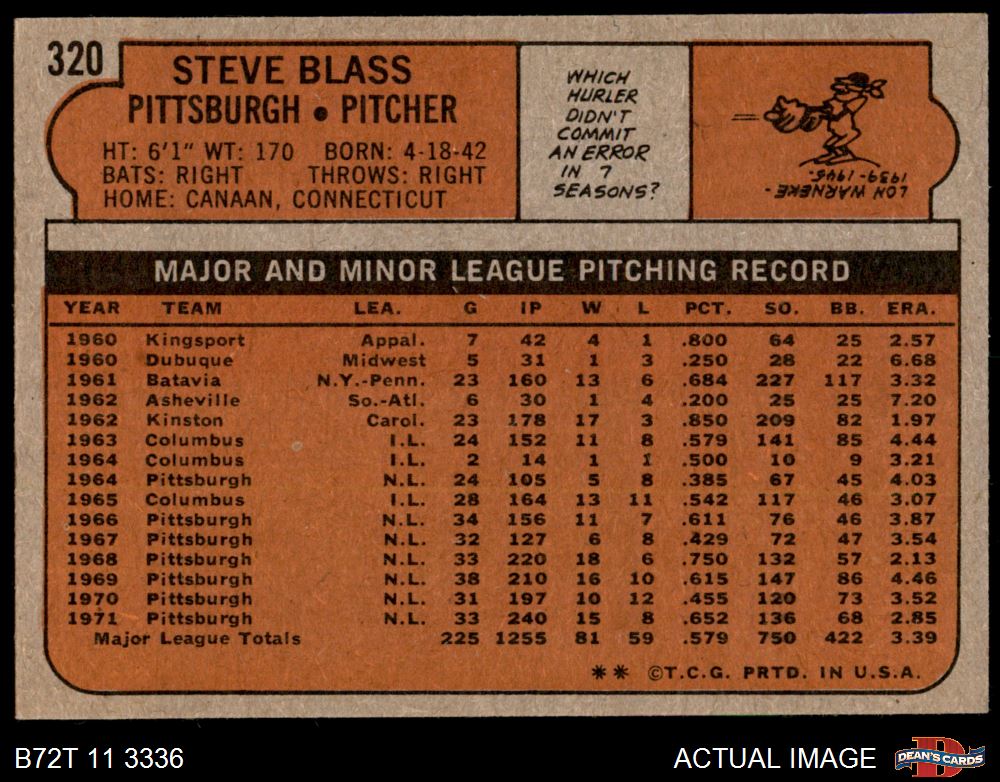 320
STEVE BLASS
PITTSBURGH • PITCHER
HT: 6'1" WT: 170 BORN: 4-18-42
BATS: RIGHT THROWS: RIGHT
HOME: CANAAN, CONNECTICUT
WHICH
HURLER
DIDN'T
COMMIT
AN ERROR
IN 7
SEASONS?
LON WARNEKE-
1939-1945.
MAJOR AND MINOR LEAGUE PITCHING RECORD
YEAR TEAM LEA. G IP W L PCT. SO. BB. ERA.
1960 Kingsport Appal. 7 42 4 1 .800 64 25 2.57
1960 Dubuque Midwest 5 31 1 3 .250 28 22 6.68
1961 Batavia N.Y.-Penn. 23 160 13 6 .684 227 117 3.32
1962 Asheville So.-Atl. 6 30 1 4 .200 25 25 7.20
1962 Kinston Carol. 23 178 17 3 .850 209 82 1.97
1963 Columbus I.L. 24 152 11 8 .579 141 85 4.44
1964 Columbus I.L. 2 14 1 1 .500 10 9 3.21
1964 Pittsburgh N.L. 24 105 5 8 .385 67 45 4.03
1965 Columbus I.L. 28 164 13 11 .542 117 46 3.07
1966 Pittsburgh N.L. 34 156 11 7 .611 76 46 3.87
1967 Pittsburgh N.L. 32 127 6 8 .429 72 47 3.54
1968 Pittsburgh N.L. 33 220 18 6 .750 132 57 2.13
1969 Pittsburgh N.L. 38 210 16 10 .615 147 86 4.46
1970 Pittsburgh N.L. 31 197 10 12 .455 120 73 3.52
1971 Pittsburgh N.L. 33 240 15 8 .652 136 68 2.85
Major League Totals 225 1255 81 59 .579 750 422 3.39
** ©T.C.G. PRTD. IN U.S.A.
B72T 11 3336
ACTUAL IMAGE
D
DEAN'S CARDS